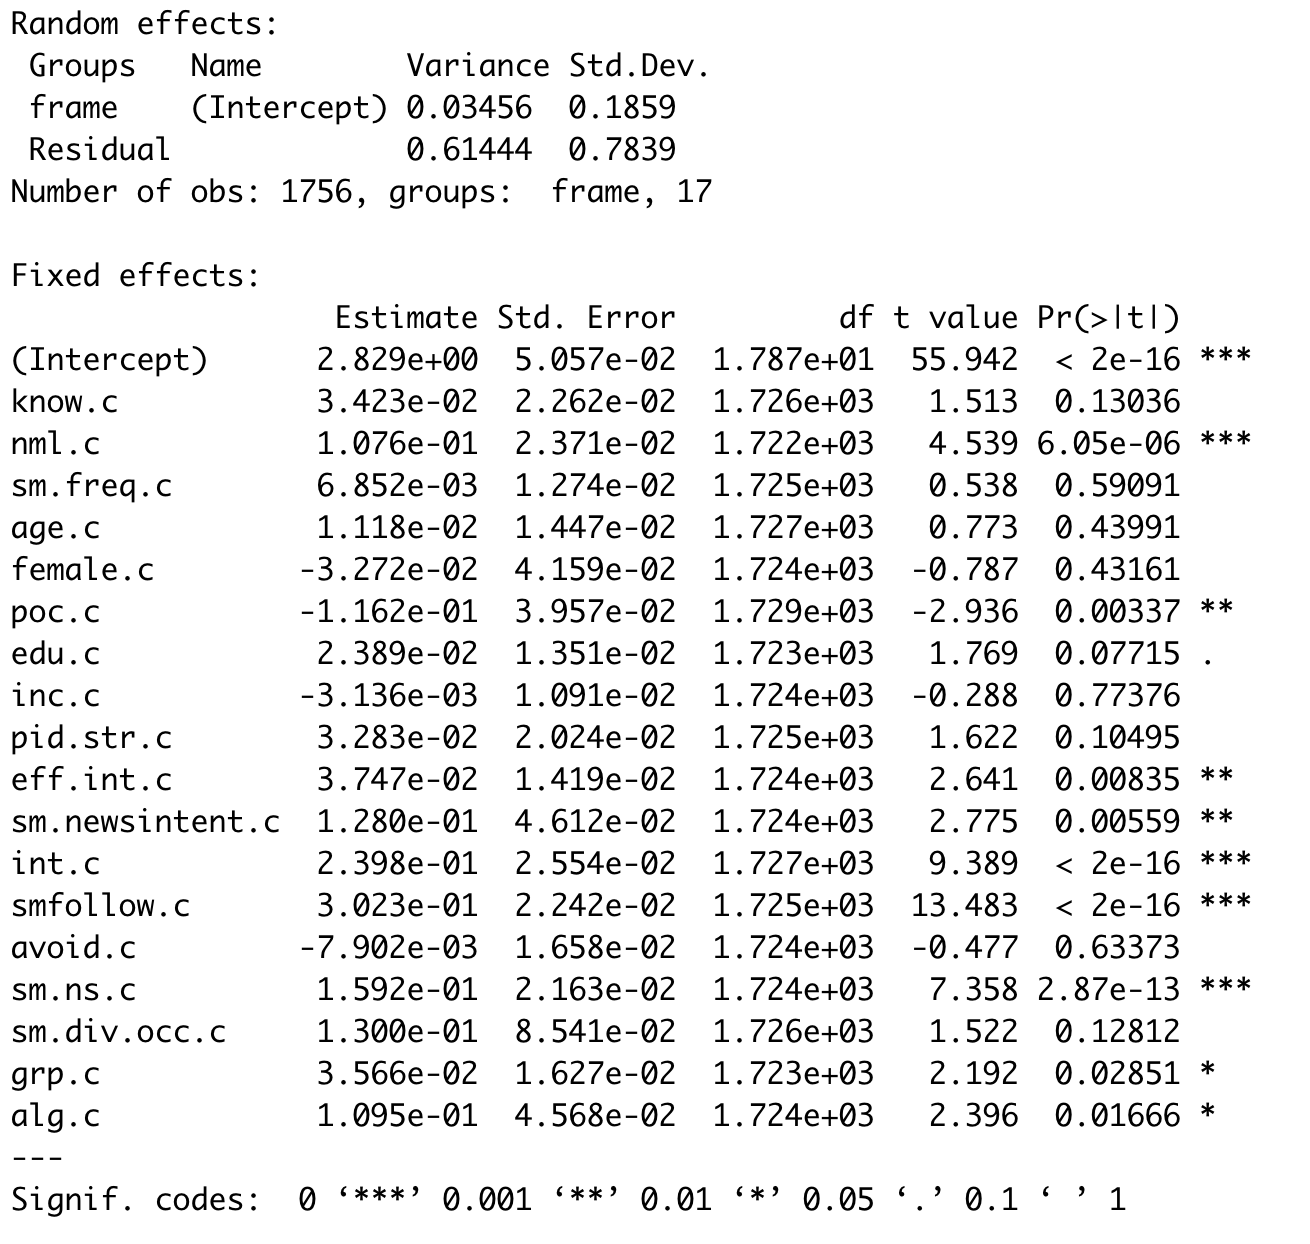 Random effects:
 Groups   Name        Variance Std.Dev.
 frame    (Intercept) 0.03456  0.1859
 Residual             0.61444  0.7839
Number of obs: 1756, groups:  frame, 17

Fixed effects:
                  Estimate Std. Error         df t value Pr(>|t|)
(Intercept)      2.829e+00  5.057e-02  1.787e+01  55.942  < 2e-16 ***
know.c           3.423e-02  2.262e-02  1.726e+03   1.513  0.13036
nml.c            1.076e-01  2.371e-02  1.722e+03   4.539 6.05e-06 ***
sm.freq.c        6.852e-03  1.274e-02  1.725e+03   0.538  0.59091
age.c            1.118e-02  1.447e-02  1.727e+03   0.773  0.43991
female.c        -3.272e-02  4.159e-02  1.724e+03  -0.787  0.43161
poc.c           -1.162e-01  3.957e-02  1.729e+03  -2.936  0.00337 **
edu.c            2.389e-02  1.351e-02  1.723e+03   1.769  0.07715 .
inc.c           -3.136e-03  1.091e-02  1.724e+03  -0.288  0.77376
pid.str.c        3.283e-02  2.024e-02  1.725e+03   1.622  0.10495
eff.int.c        3.747e-02  1.419e-02  1.724e+03   2.641  0.00835 **
sm.newsintent.c  1.280e-01  4.612e-02  1.724e+03   2.775  0.00559 **
int.c            2.398e-01  2.554e-02  1.727e+03   9.389  < 2e-16 ***
smfollow.c       3.023e-01  2.242e-02  1.725e+03  13.483  < 2e-16 ***
avoid.c         -7.902e-03  1.658e-02  1.724e+03  -0.477  0.63373
sm.ns.c          1.592e-01  2.163e-02  1.724e+03   7.358 2.87e-13 ***
sm.div.occ.c     1.300e-01  8.541e-02  1.726e+03   1.522  0.12812
grp.c            3.566e-02  1.627e-02  1.723e+03   2.192  0.02851 *
alg.c            1.095e-01  4.568e-02  1.724e+03   2.396  0.01666 *
---
Signif. codes:  0 ‘***’ 0.001 ‘**’ 0.01 ‘*’ 0.05 ‘.’ 0.1 ‘ ’ 1